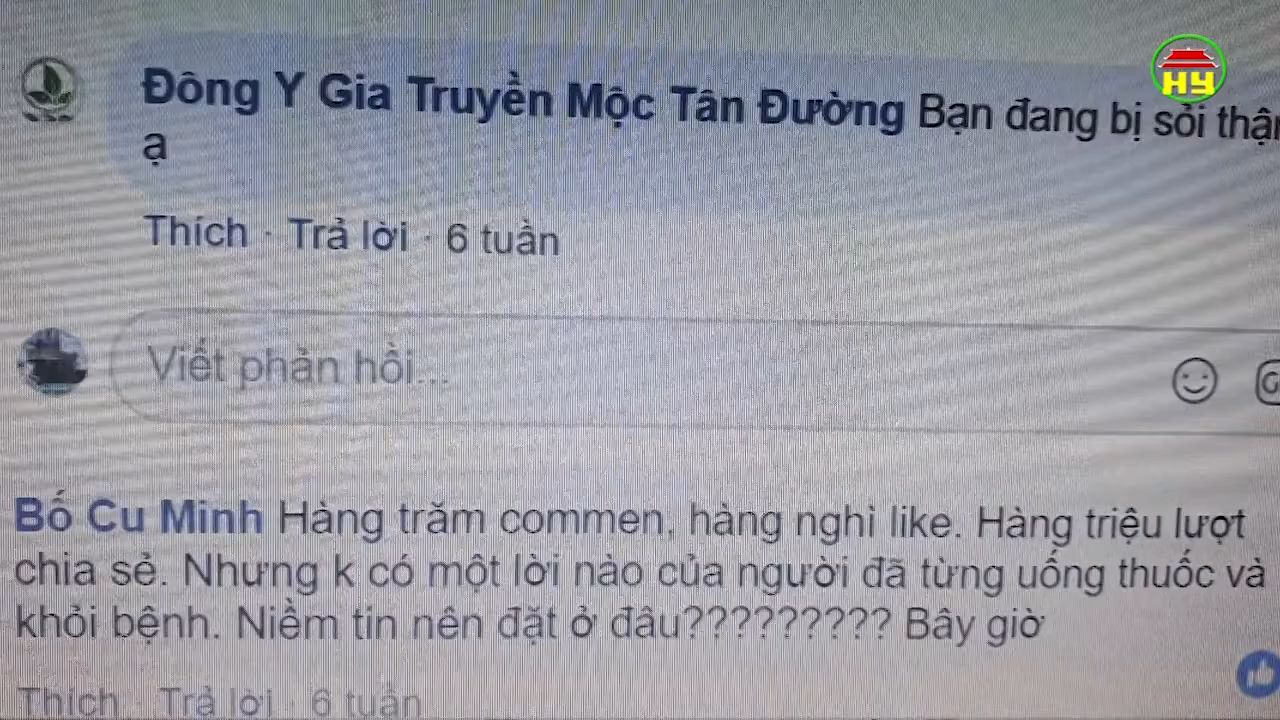 HY
Đông Y Gia Truyền Mộc Tân Đường Bạn đang bị sỏi thận
ạ
Thích · Trả lời · 6 tuần
Viết phản hồi...
Bố Cu Minh Hàng trăm commen, hàng nghì like. Hàng triệu lượt
chia sẻ. Nhưng k có một lời nào của người đã từng uống thuốc và
khỏi bệnh. Niềm tin nên đặt ở đâu????????? Bây giờ
Thích · Trả lời · 6 tuần